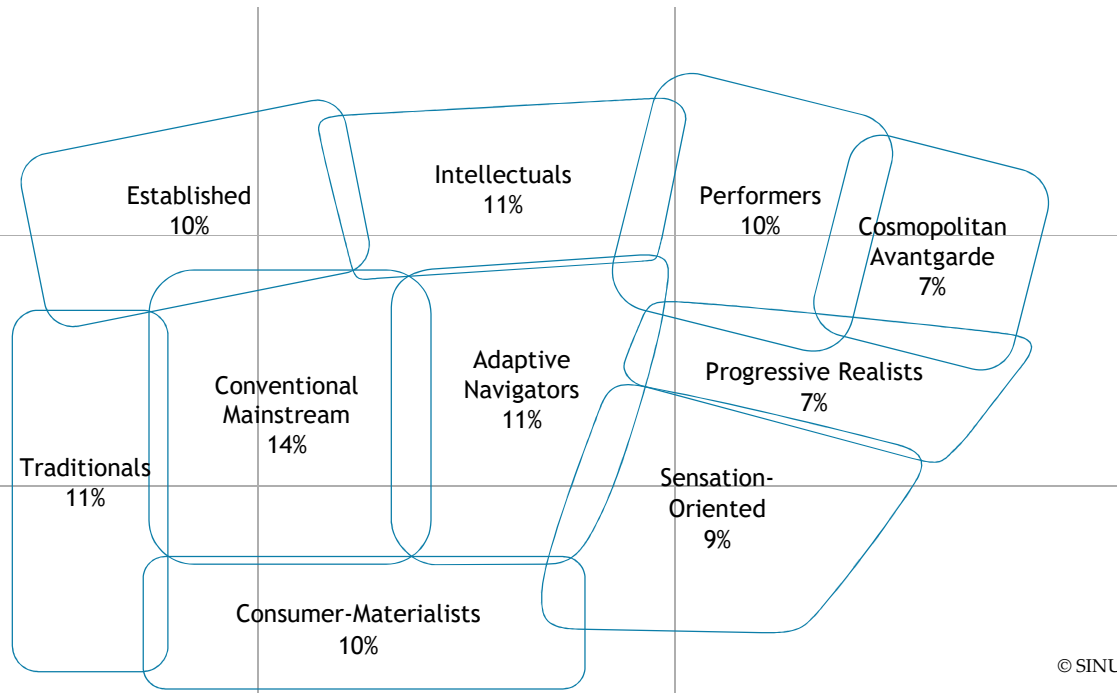 Established
10%
Intellectuals
11%
Performers
10%
Cosmopolitan
Avantgarde
7%
Conventional
Mainstream
14%
Adaptive
Navigators
11%
Progressive Realists
7%
Traditionals
11%
Sensation-
Oriented
9%
Consumer-Materialists
10%
© SINU